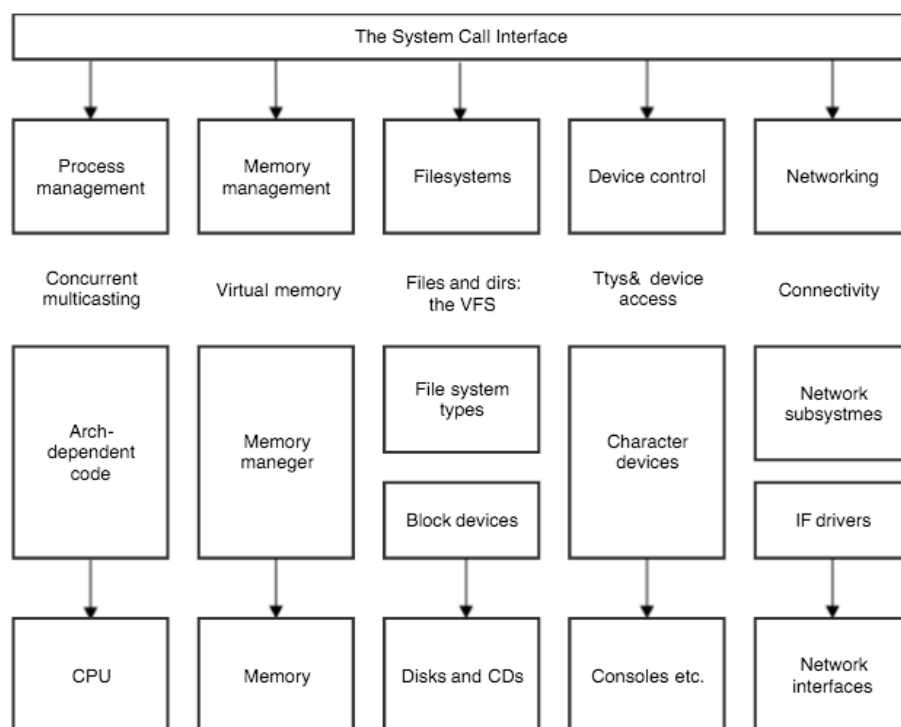 The System Call Interface
Process
management
Memory
management
Filesystems
Device control
Networking
Concurrent
multicasting
Virtual memory
Files and dirs:
the VFS
Ttys& device
access
Connectivity
Arch-
dependent
code
Memory
maneger
File system
types
Block devices
Character
devices
Network
subsystmes
IF drivers
CPU
Memory
Disks and CDs
Consoles etc.
Network
interfaces